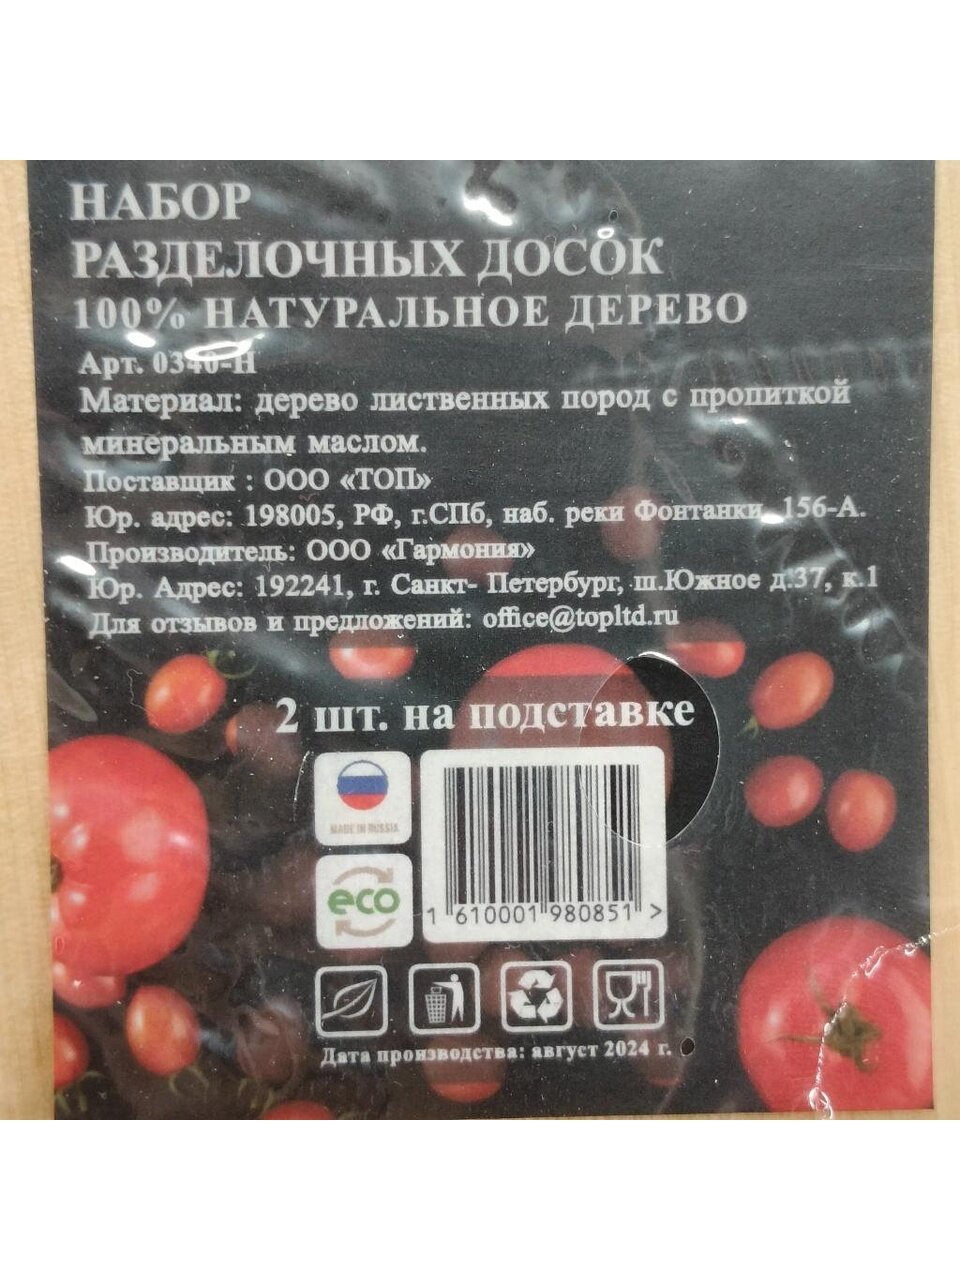 НАБОР
РАЗДЕЛОЧНЫХ ДОСОК
100% НАТУРАЛЬНОЕ ДЕРЕВО
Арт. 0340-Н
Материал: дерево лиственных пород с пропиткой
минеральным маслом.
Поставщик : ООО «ТОП»
Юр. адрес: 198005, РФ, г.СПб, наб. реки Фонтанки, 156-А.
Производитель: ООО «Гармония»
Юр. Адрес: 192241, г. Санкт- Петербург, ш.Южное д.37, к.1
Для отзывов и предложений: office@topltd.ru
2 шт. на подставке
MADE IN RUSSIA
eco
1 610001 980851 >
Дата производства: август 2024 г.